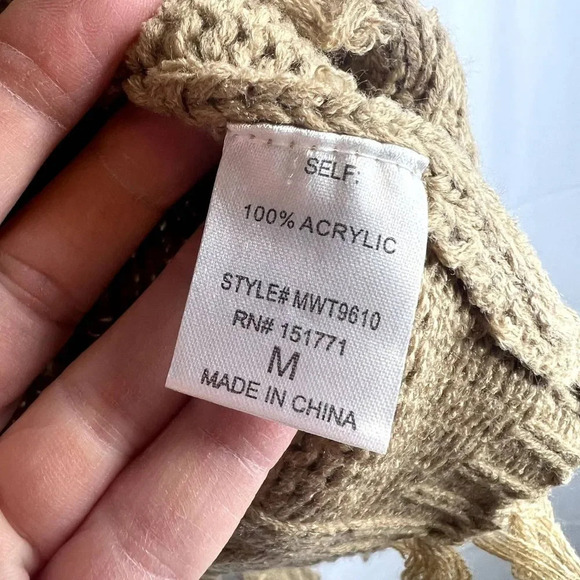 SELF:
100% ACRYLIC
STYLE# MWT9610
RN# 151771
M
MADE IN CHINA